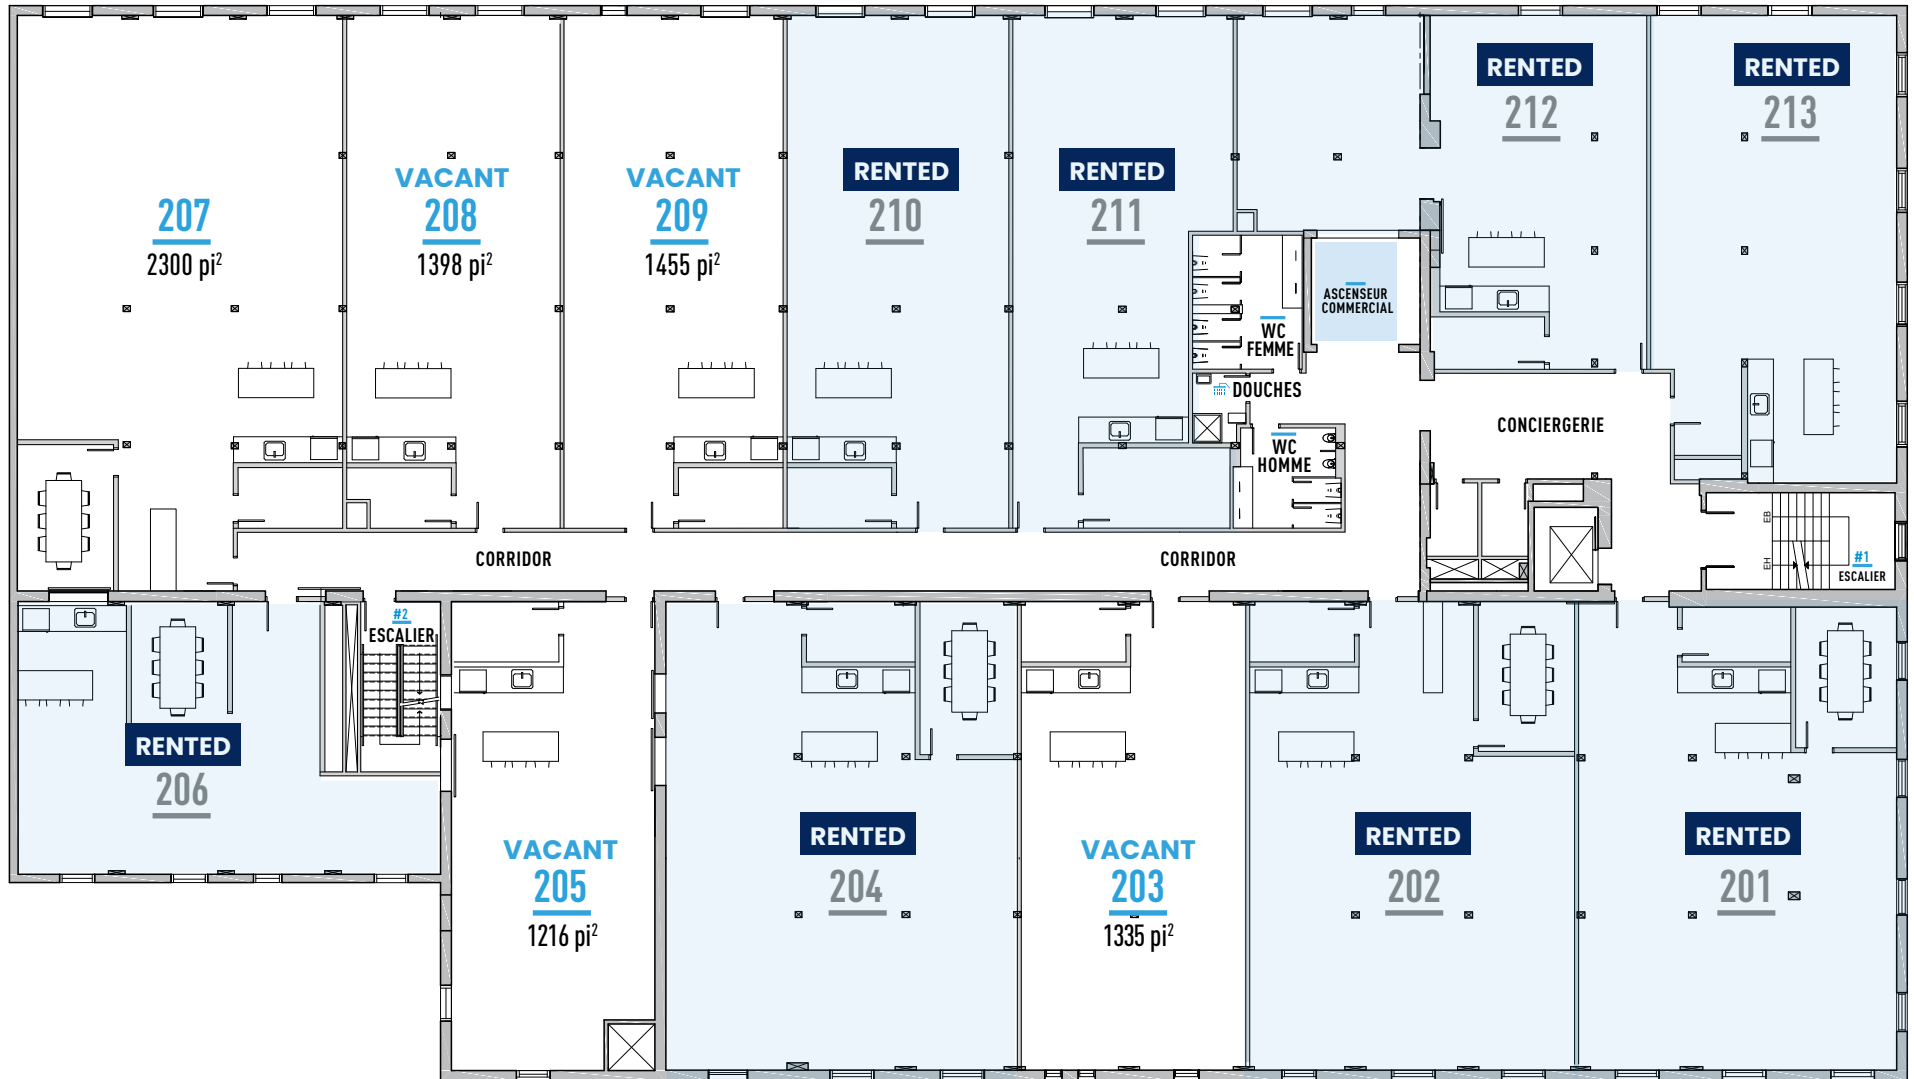 RENTED
212
RENTED
213
VACANT
208
1398 pi²
VACANT
209
1455 pi²
RENTED
210
RENTED
211
207
2300 pi²
ASCENSEUR
COMMERCIAL
WC
FEMME
DOUCHES
WC
HOMME
CONCIERGERIE
CORRIDOR
CORRIDOR
EB
EH
#1
ESCALIER
#2
ESCALIER
RENTED
206
VACANT
205
1216 pi²
RENTED
204
VACANT
203
1335 pi²
RENTED
202
RENTED
201